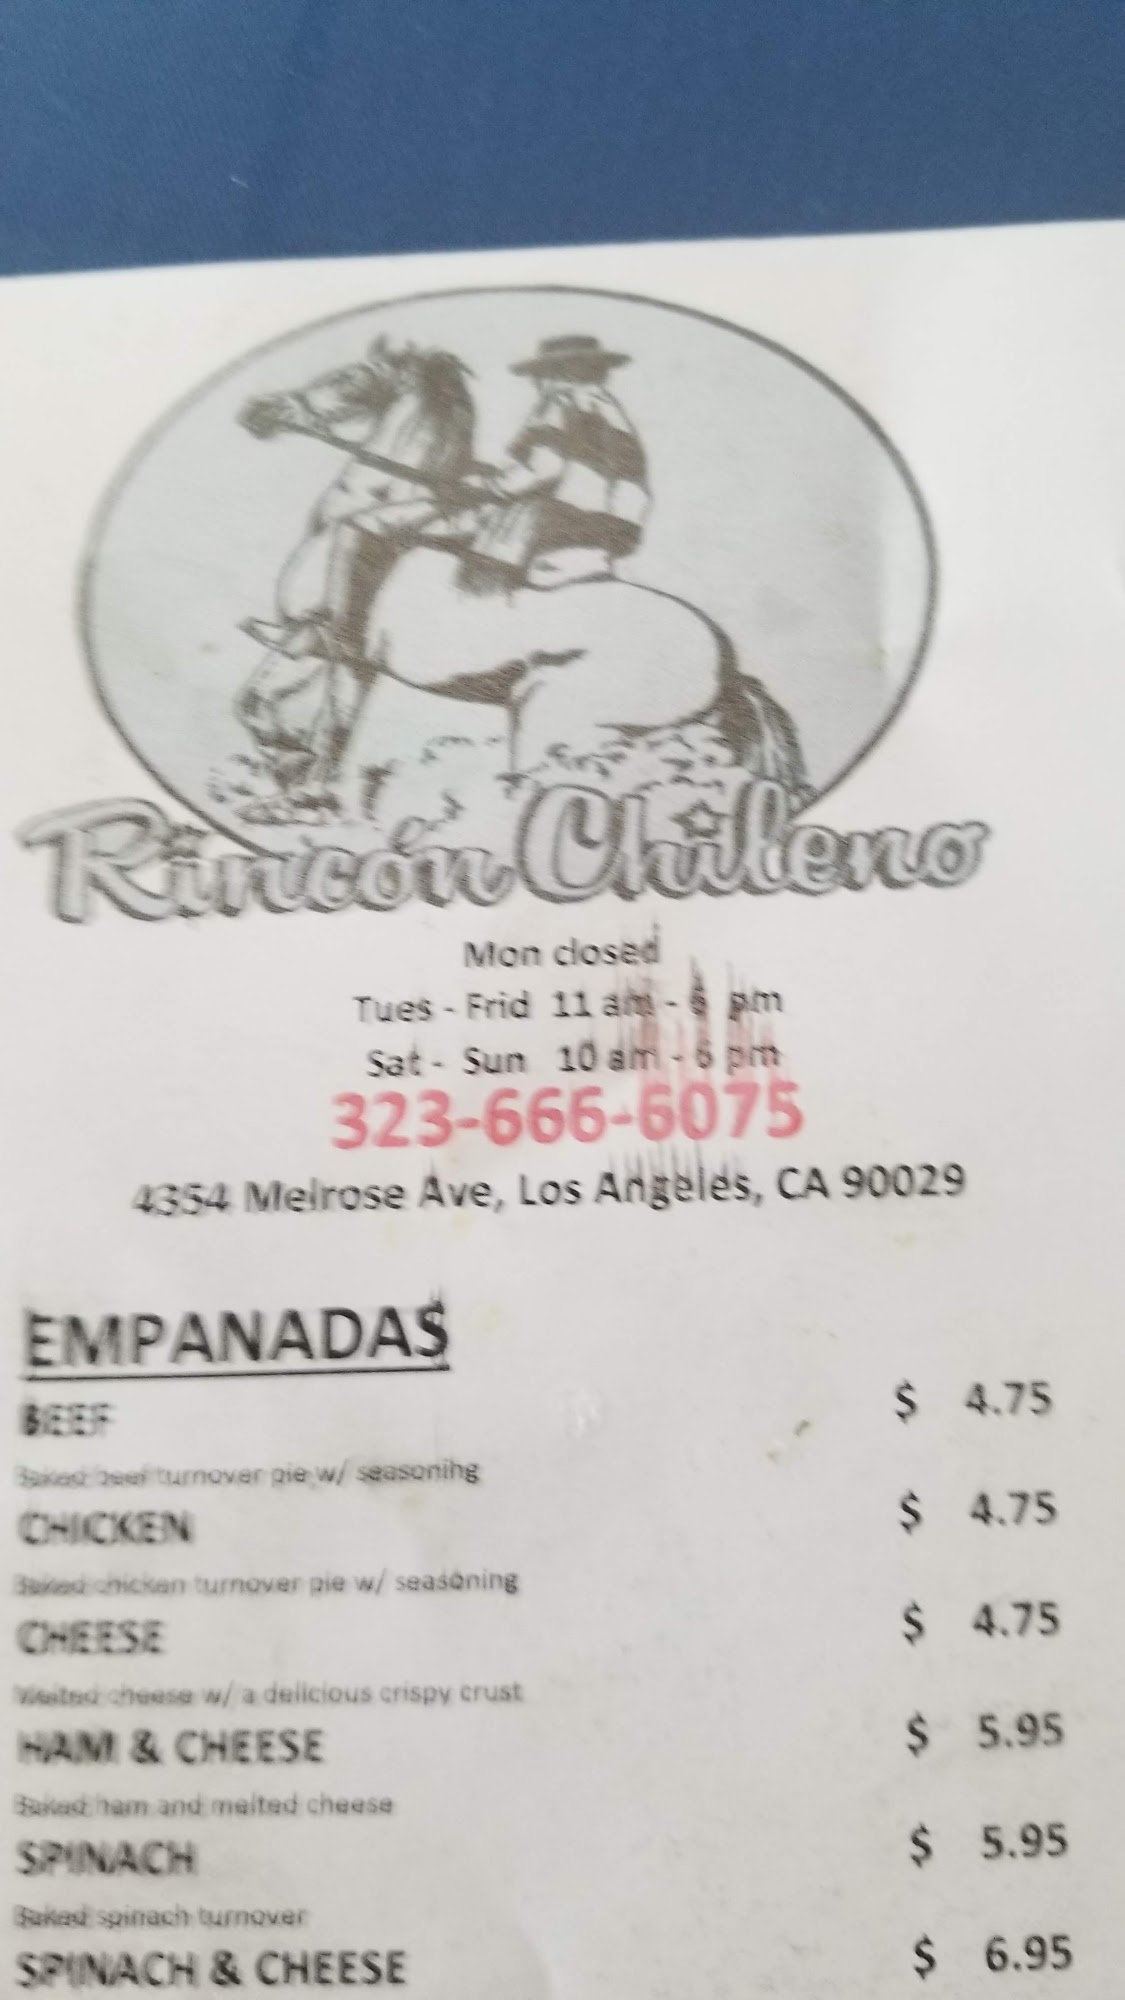 Rincón Chileno
Mon closed
Tues - Frid 11 am - 6 pm
Sat - Sun 10 am - 6 pm
323-666-6075
4354 Melrose Ave, Los Angeles, CA 90029
EMPANADAS
BEEF $ 4.75
Baked beef turnover pie w/ seasoning
CHICKEN $ 4.75
Baked chicken turnover pie w/ seasoning
CHEESE $ 4.75
Melted cheese w/ a delicious crispy crust
HAM & CHEESE $ 5.95
Baked ham and melted cheese
SPINACH $ 5.95
Baked spinach turnover
SPINACH & CHEESE $ 6.95